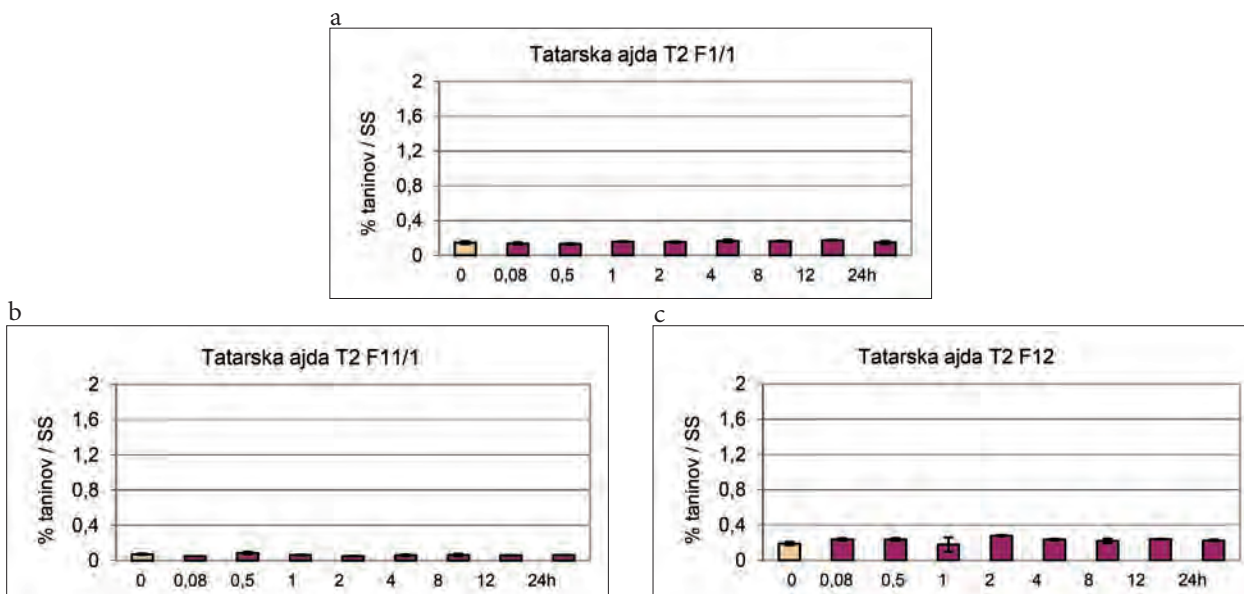 a
Tatarska ajda T2 F1/1
% taninov / SS
2
1,6
1,2
0,8
0,4
0
0 0,08 0,5 1 2 4 8 12 24h
b
Tatarska ajda T2 F11/1
% taninov / SS
2
1,6
1,2
0,8
0,4
0
0 0,08 0,5 1 2 4 8 12 24h
c
Tatarska ajda T2 F12
% taninov / SS
2
1,6
1,2
0,8
0,4
0
0 0,08 0,5 1 2 4 8 12 24h